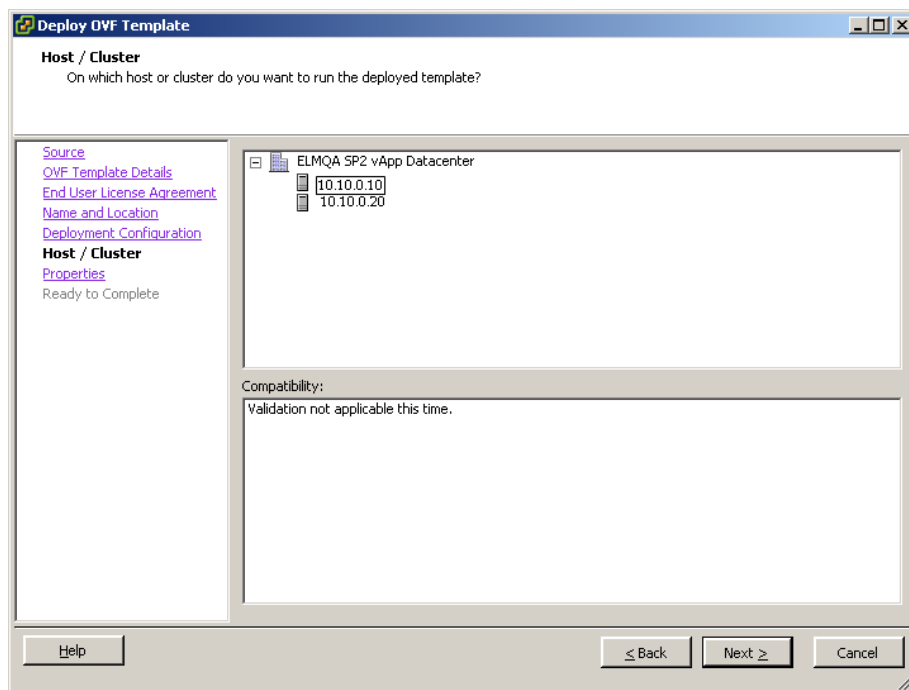 Deploy OVF Template
Host / Cluster
On which host or cluster do you want to run the deployed template?
Source
OVF Template Details
End User License Agreement
Name and Location
Deployment Configuration
Host / Cluster
Properties
Ready to Complete
ELMQA SP2 vApp Datacenter
10.10.0.10
10.10.0.20
Compatibility:
Validation not applicable this time.
Help
< Back
Next >
Cancel